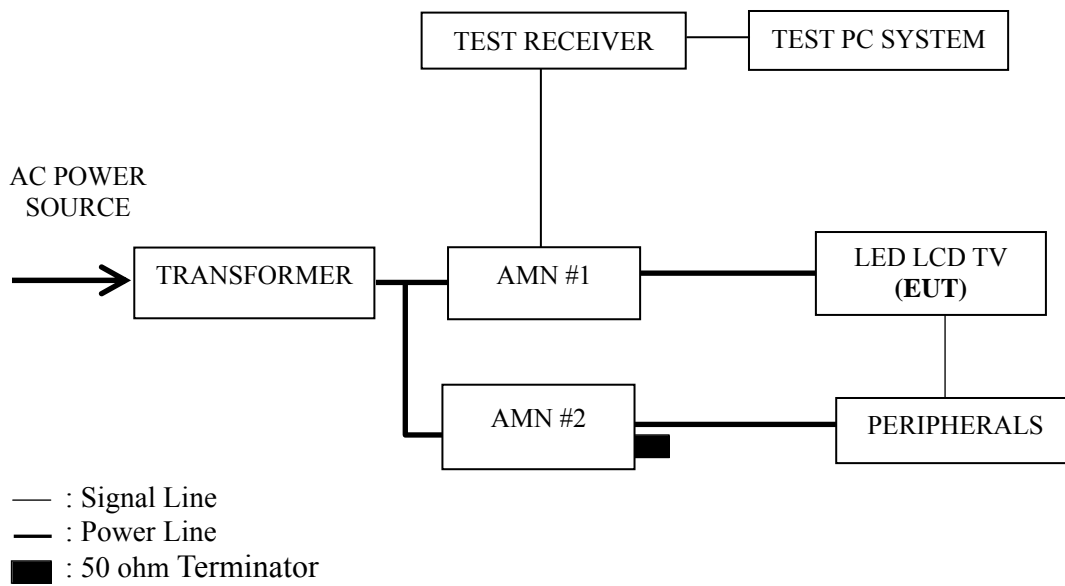 TEST RECEIVER
TEST PC SYSTEM
AC POWER
SOURCE
TRANSFORMER
AMN #1
LED LCD TV
(EUT)
AMN #2
PERIPHERALS
: Signal Line
: Power Line
: 50 ohm Terminator